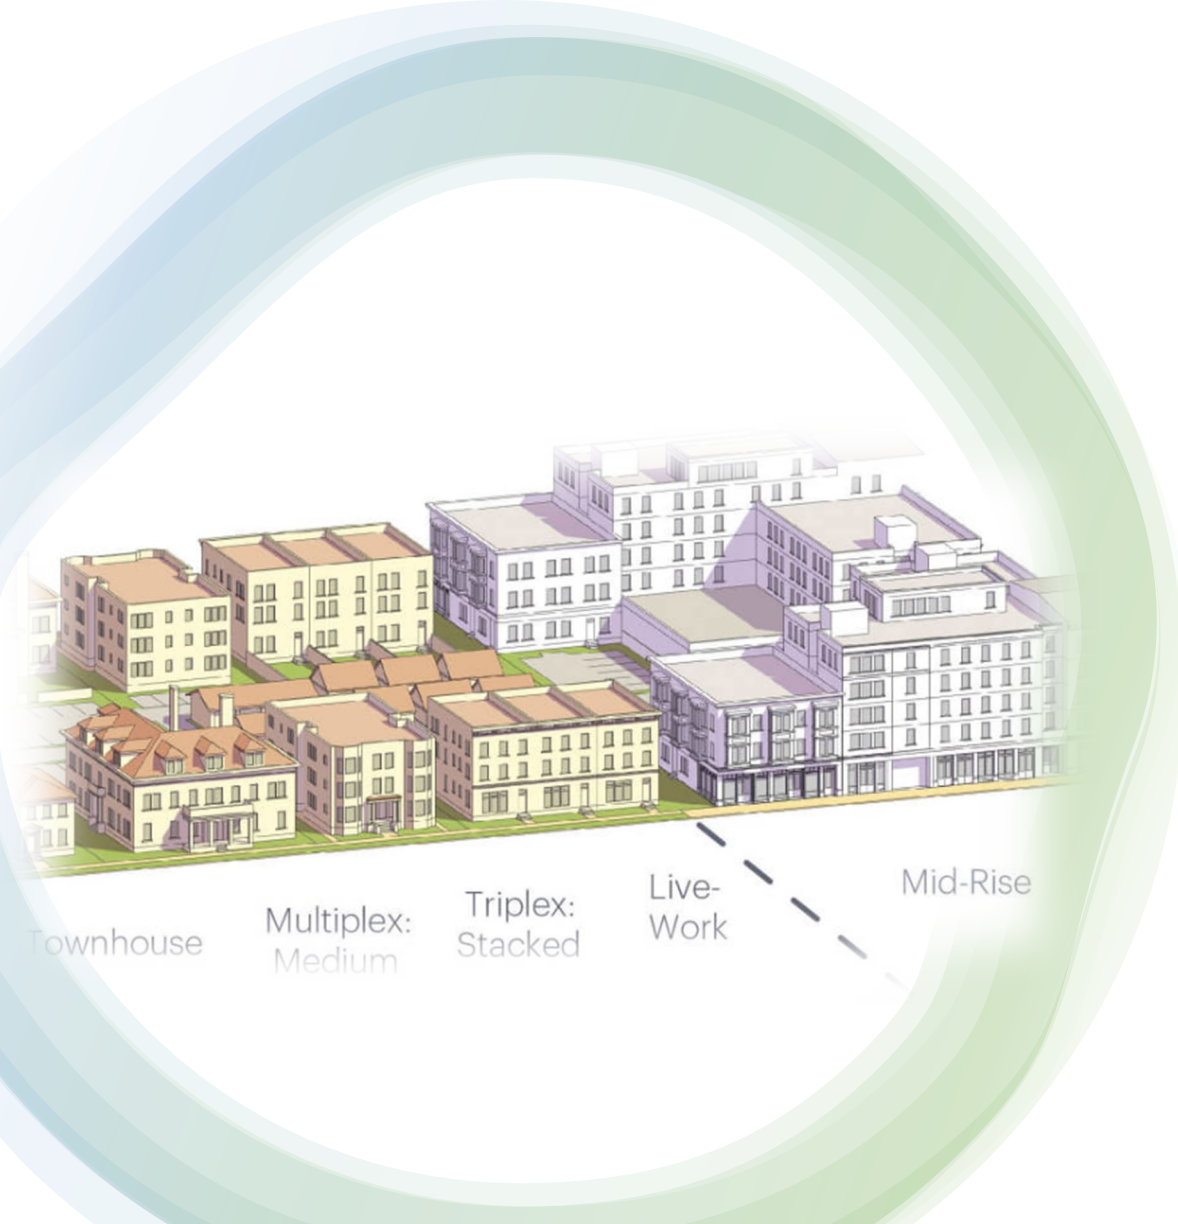 Townhouse
Multiplex:
Medium
Triplex:
Stacked
Live-
Work
Mid-Rise